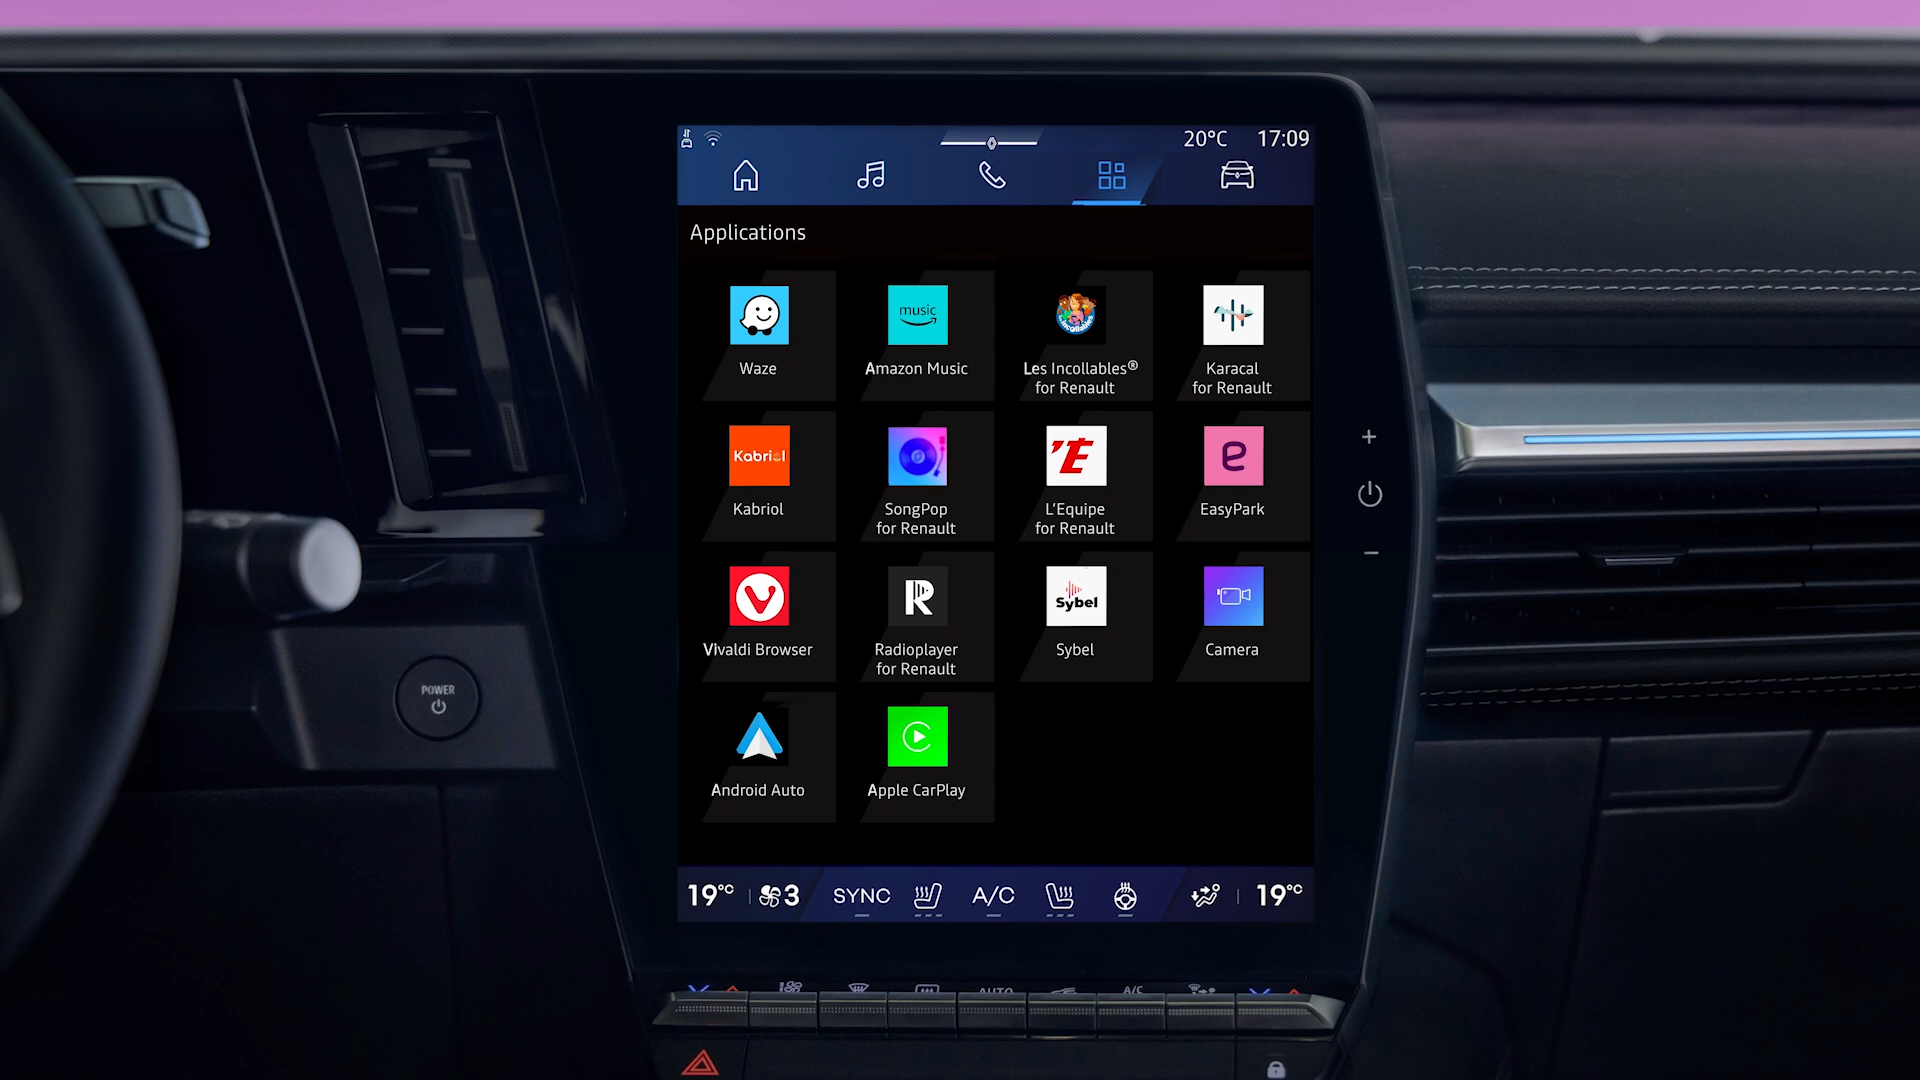 20°C 17:09
Applications
music
Waze
Amazon Music
Les Incollables®
for Renault
Karacal
for Renault
Kabriol
'E
e
Kabriol
SongPop
for Renault
L'Equipe
for Renault
EasyPark
R
Sybel
Vivaldi Browser
Radioplayer
for Renault
Sybel
Camera
POWER
Android Auto
Apple CarPlay
19°C 3 SYNC A/C 19°C
AUTO A/C